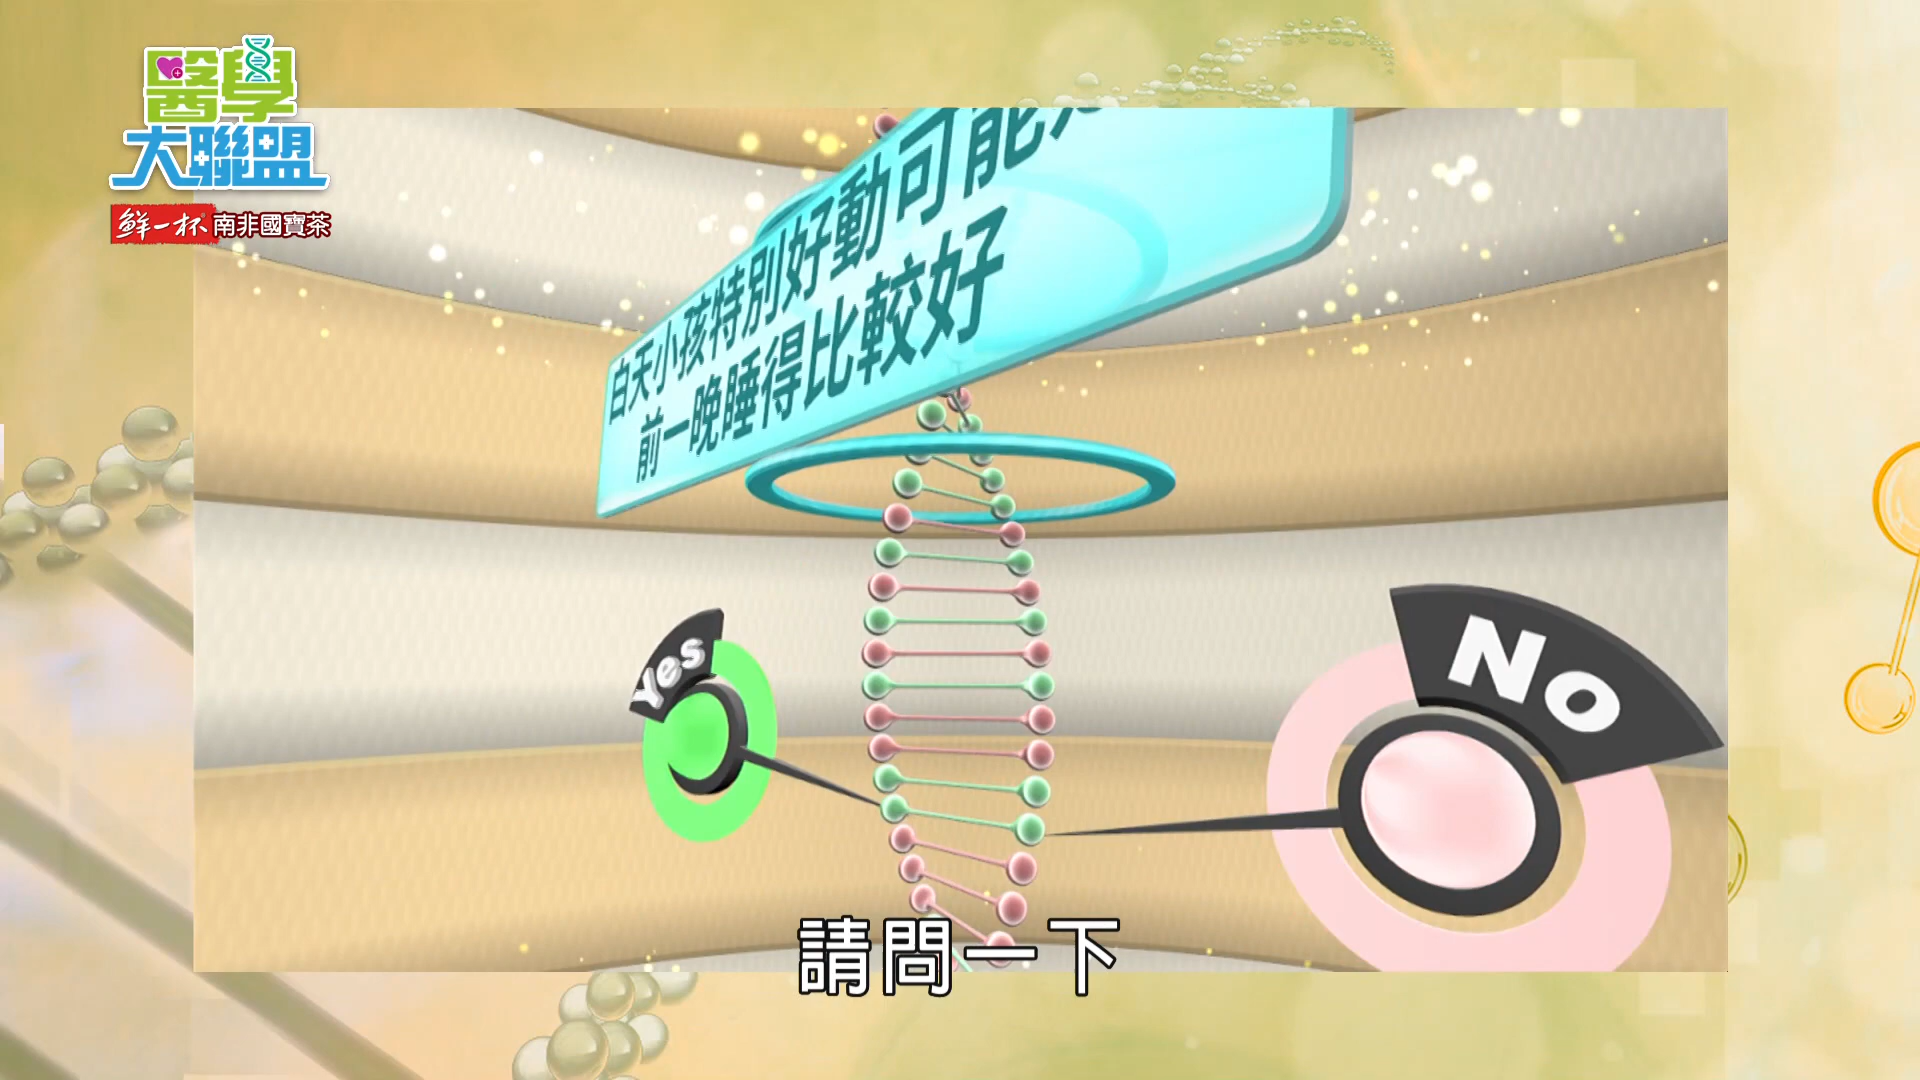 醫學
大聯盟
鮮一杯 南非國寶茶
白天小孩特別好動可能
前一晚睡得比較好
Yes
No
請問一下